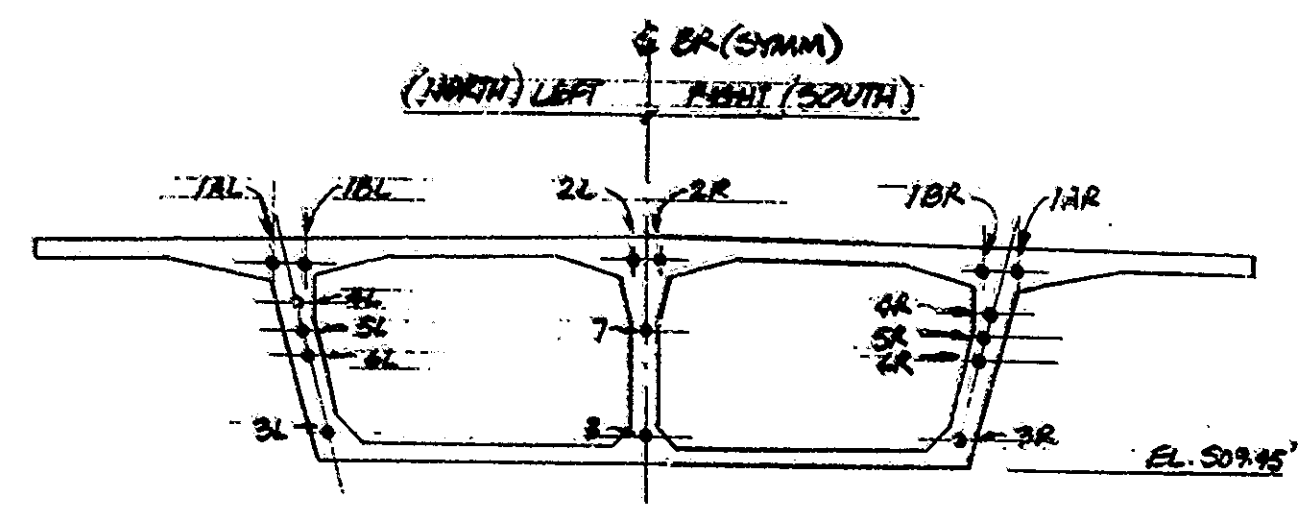 ℄ BR (SYMM)
(NORTH) LEFT RIGHT (SOUTH)
1AL 1BL 2L 2R 1BR 1AR
4L 4R
5L 7 5R
6L 6R
3L 8 3R
EL. 509.45'